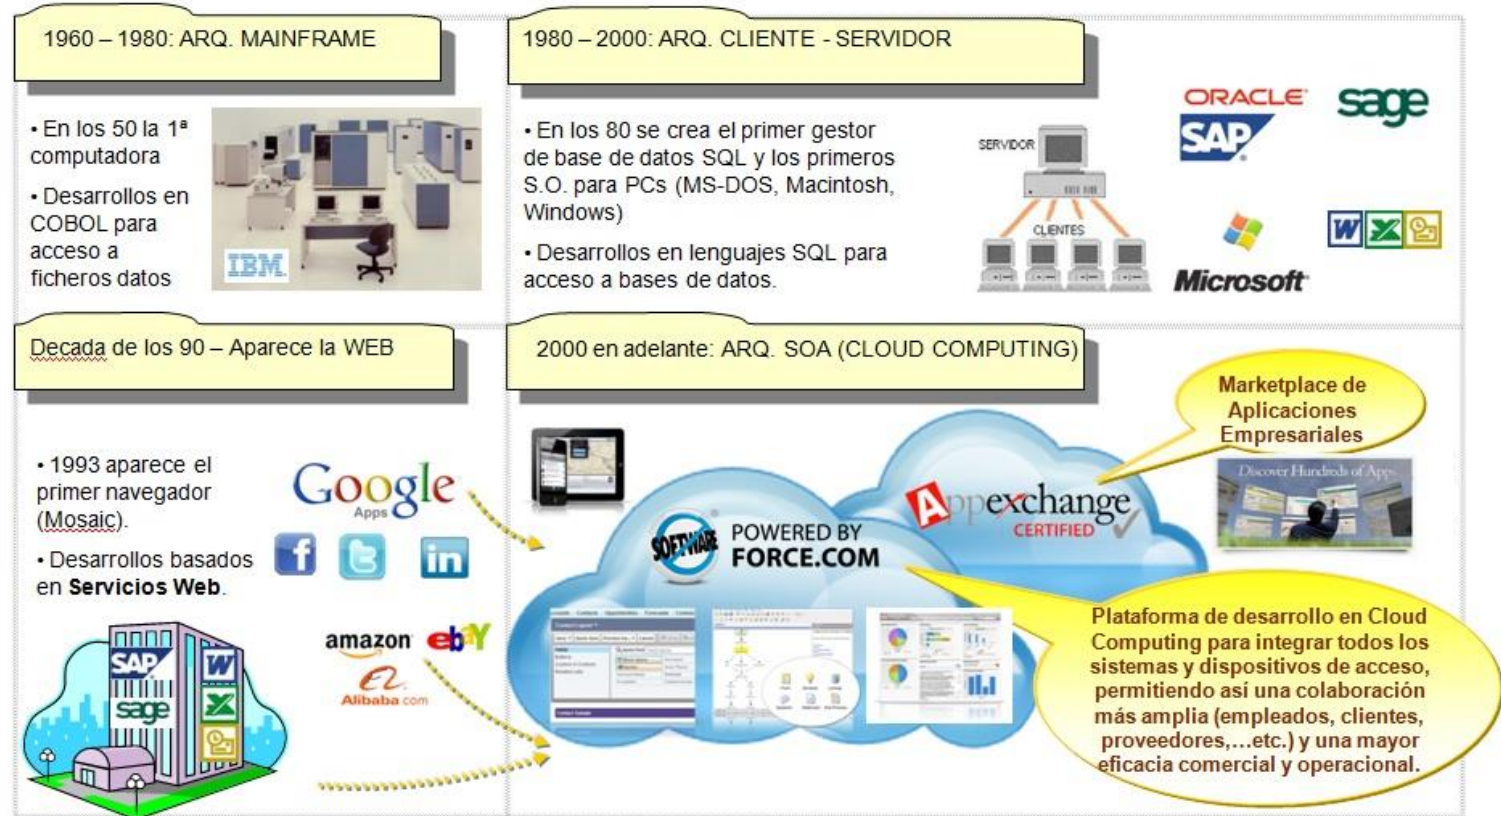 1960 – 1980: ARQ. MAINFRAME
• En los 50 la 1ª
computadora
• Desarrollos en
COBOL para
acceso a
ficheros datos
IBM
1980 – 2000: ARQ. CLIENTE - SERVIDOR
• En los 80 se crea el primer gestor
de base de datos SQL y los primeros
S.O. para PCs (MS-DOS, Macintosh,
Windows)
• Desarrollos en lenguajes SQL para
acceso a bases de datos.
SERVIDOR
CLIENTES
ORACLE
SAP
sage
Microsoft
Decada de los 90 – Aparece la WEB
• 1993 aparece el
primer navegador
(Mosaic).
• Desarrollos basados
en Servicios Web.
Google
Apps
f
t
in
amazon
ebY
Alibaba.com
SAP
sage
W
X
2000 en adelante: ARQ. SOA (CLOUD COMPUTING)
Marketplace de
Aplicaciones
Empresariales
Discover Hundreds of Apps
Appexchange
CERTIFIED
SOFTWARE
POWERED BY
FORCE.COM
Plataforma de desarrollo en Cloud
Computing para integrar todos los
sistemas y dispositivos de acceso,
permitiendo así una colaboración
más amplia (empleados, clientes,
proveedores,...etc.) y una mayor
eficacia comercial y operacional.